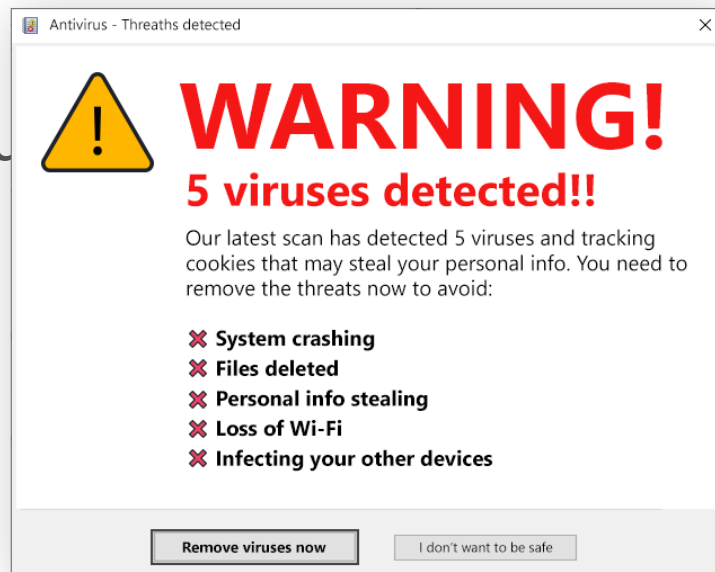 Antivirus - Threaths detected
WARNING!
5 viruses detected!!
Our latest scan has detected 5 viruses and tracking
cookies that may steal your personal info. You need to
remove the threats now to avoid:
System crashing
Files deleted
Personal info stealing
Loss of Wi-Fi
Infecting your other devices
Remove viruses now
I don't want to be safe